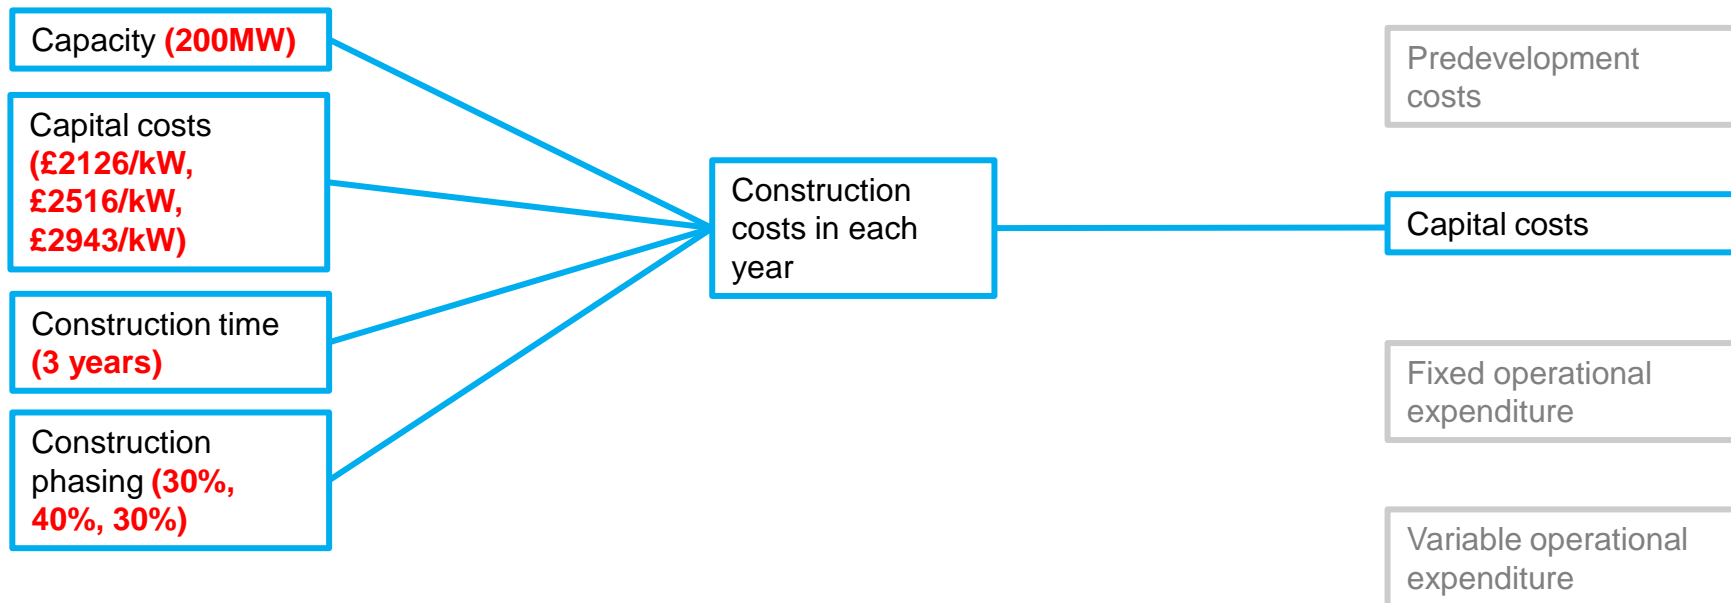 Capacity (200MW)
Capital costs
(£2126/kW,
£2516/kW,
£2943/kW)
Construction time
(3 years)
Construction
phasing (30%,
40%, 30%)
Construction
costs in each
year
Predevelopment
costs
Capital costs
Fixed operational
expenditure
Variable operational
expenditure